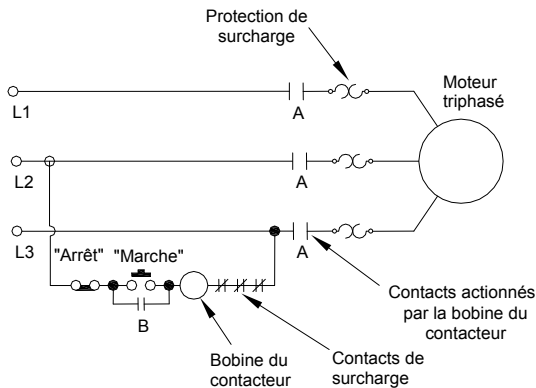 Protection de
surcharge
Moteur
triphasé
L1
A
L2
A
L3
"Arrêt"
"Marche"
A
B
Contacts actionnés
par la bobine du
contacteur
Bobine du
contacteur
Contacts de
surcharge